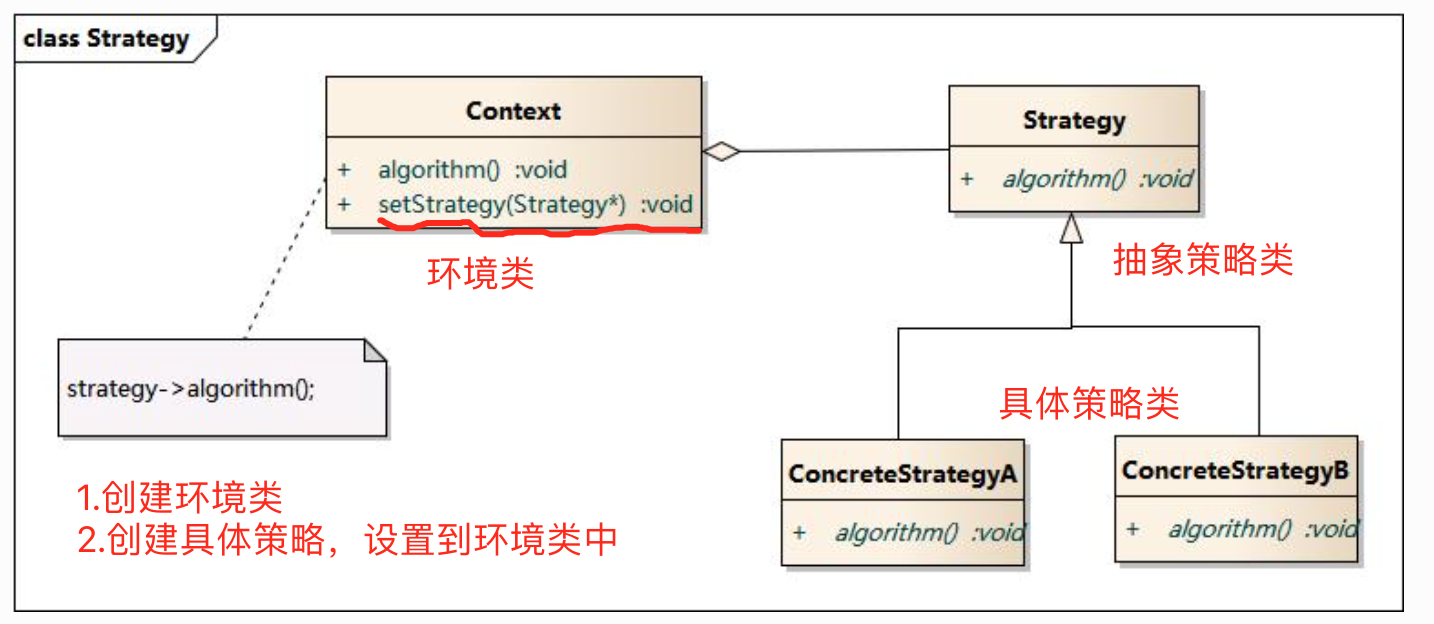 class Strategy
Context
+ algorithm() :void
+ setStrategy(Strategy*) :void
环境类
Strategy
+ algorithm() :void
抽象策略类
strategy->algorithm();
具体策略类
ConcreteStrategyA
+ algorithm() :void
ConcreteStrategyB
+ algorithm() :void
1.创建环境类
2.创建具体策略，设置到环境类中